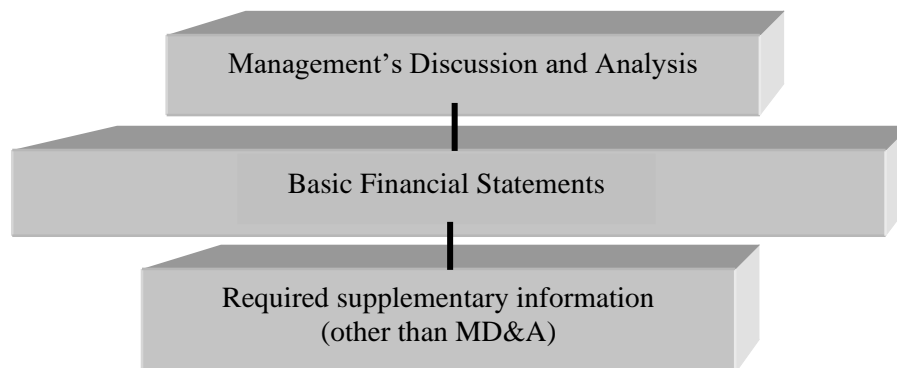 Management’s Discussion and Analysis
Basic Financial Statements
Required supplementary information
(other than MD&A)